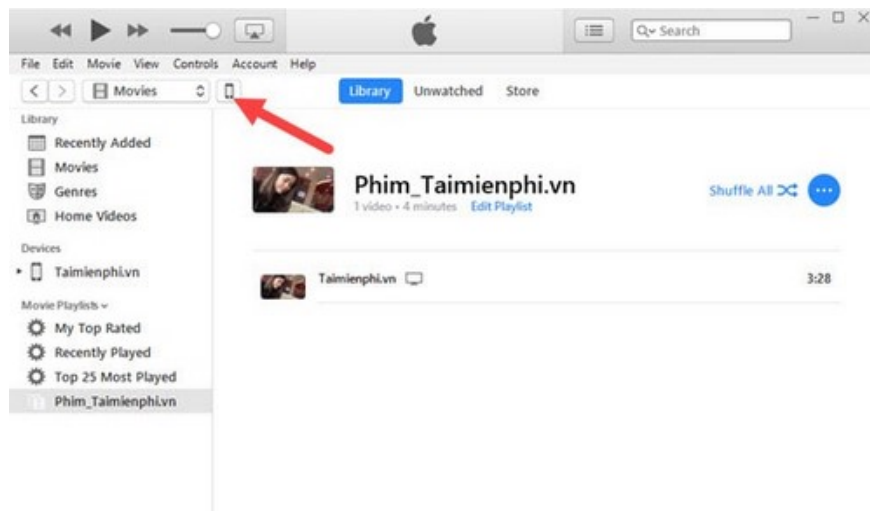 Search
File Edit Movie View Controls Account Help
Movies
Library Unwatched Store
Library
Recently Added
Movies
Genres
Home Videos
Devices
Taimienphi.vn
Movie Playlists
My Top Rated
Recently Played
Top 25 Most Played
Phim_Taimienphi.vn
Phim_Taimienphi.vn
1 video • 4 minutes Edit Playlist
Shuffle All
Taimienphi.vn 3:28